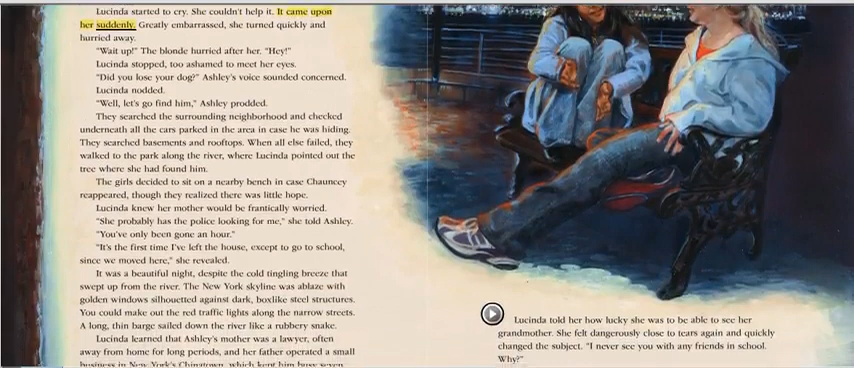 Lucinda started to cry. She couldn't help it. It came upon
her suddenly. Greatly embarrassed, she turned quickly and
hurried away.
"Wait up!" The blonde hurried after her. "Hey!"
Lucinda stopped, too ashamed to meet her eyes.
"Did you lose your dog?" Ashley's voice sounded concerned.
Lucinda nodded.
"Well, let's go find him," Ashley prodded.
They searched the surrounding neighborhood and checked
underneath all the cars parked in the area in case he was hiding.
They searched basements and rooftops. When all else failed, they
walked to the park along the river, where Lucinda pointed out the
tree where she had found him.
The girls decided to sit on a nearby bench in case Chauncey
reappeared, though they realized there was little hope.
Lucinda knew her mother would be frantically worried.
"She probably has the police looking for me," she told Ashley.
"You've only been gone an hour."
"It's the first time I've left the house, except to go to school,
since we moved here," she revealed.
It was a beautiful night, despite the cold tingling breeze that
swept up from the river. The New York skyline was ablaze with
golden windows silhouetted against dark, boxlike steel structures.
You could make out the red traffic lights along the narrow streets.
A long, thin barge sailed down the river like a rubbery snake.
Lucinda learned that Ashley's mother was a lawyer, often
away from home for long periods, and her father operated a small
business in New York's Chinatown, which kept him busy seven
Lucinda told her how lucky she was to be able to see her
grandmother. She felt dangerously close to tears again and quickly
changed the subject. "I never see you with any friends in school.
Why?"